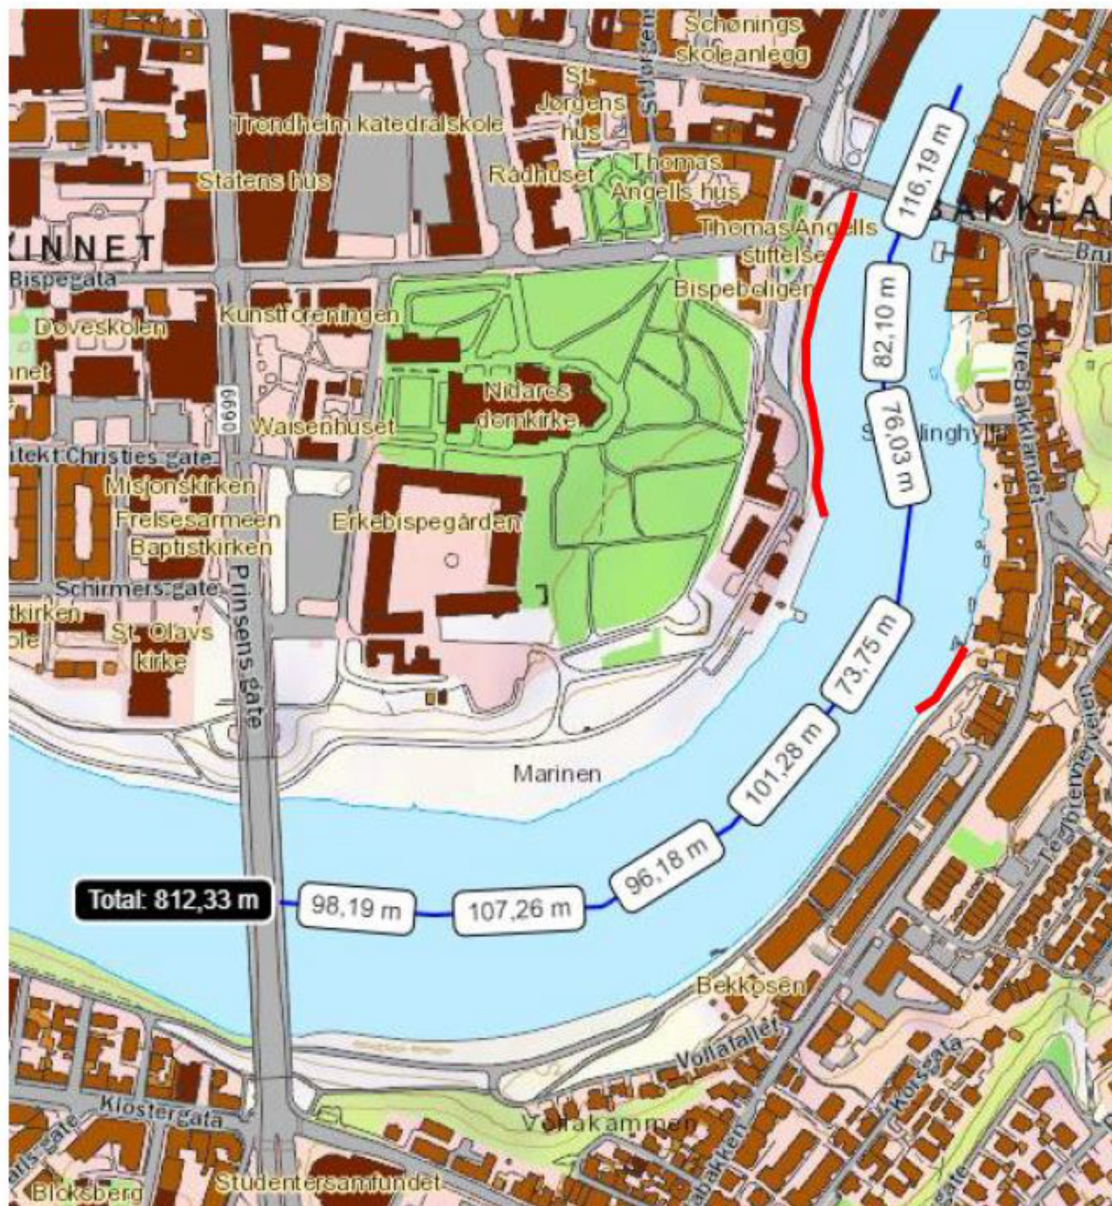 Schønings
skoleanlegg
St.
Jørgens
hus
Trondheim katedralskole
Statens hus
Rådhuset
Thomas
Angells hus
116,19 m
Thomas Angells
stiftelse
Bispegata
Bispeboligen
82,10 m
Kunstforeningen
Døveskolen
Øvre Bakklandet
Nidaros
domkirke
6690
Waisenhuset
76,03 m
Christies gate
Misjonskirken
Frelsesarmeen
Erkebispegården
Baptistkirken
Schirmers gate
Prinsens gate
St. Olavs
kirke
73,75 m
Marinen
101,28 m
96,18 m
Total: 812,33 m
98,19 m
107,26 m
Bekkosen
Vollafallet
Korsgata
Klostergata
Vollakammen
Studentersamfundet
Bloksberg